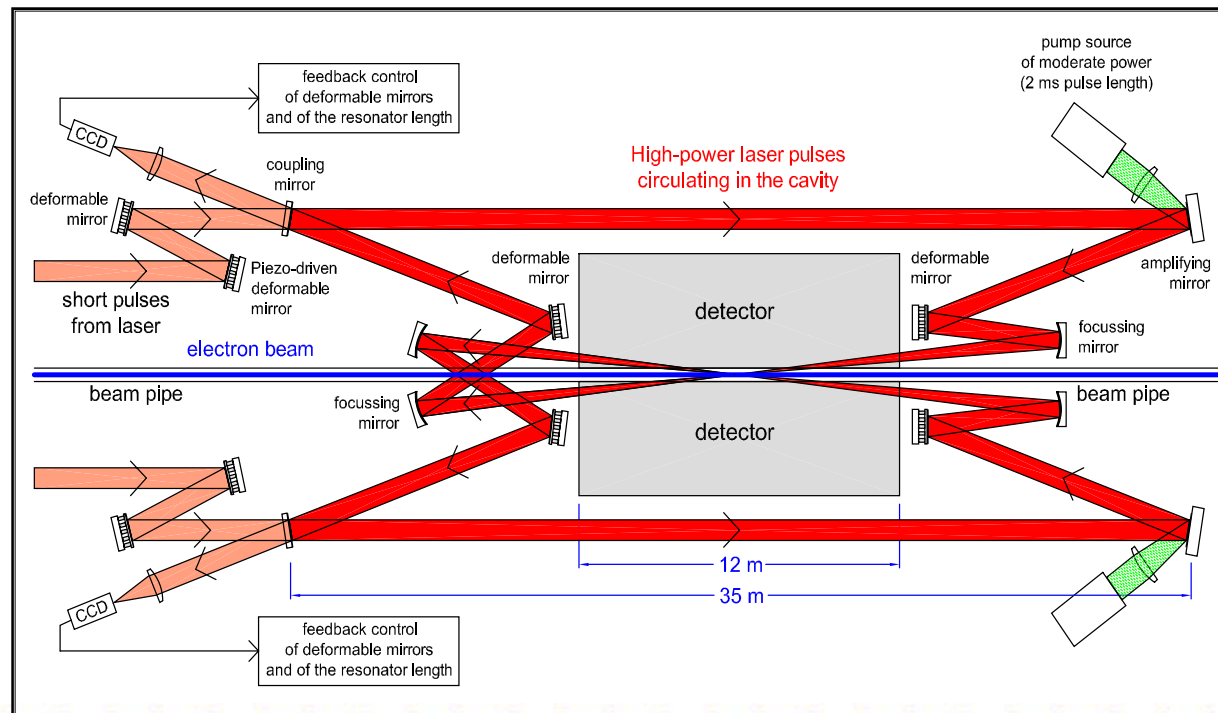 pump source
of moderate power
(2 ms pulse length)
feedback control
of deformable mirrors
and of the resonator length
CCD
coupling
mirror
High-power laser pulses
circulating in the cavity
deformable
mirror
Piezo-driven
deformable
mirror
short pulses
from laser
deformable
mirror
deformable
mirror
amplifying
mirror
detector
focussing
mirror
electron beam
beam pipe
focussing
mirror
beam pipe
detector
12 m
35 m
CCD
feedback control
of deformable mirrors
and of the resonator length